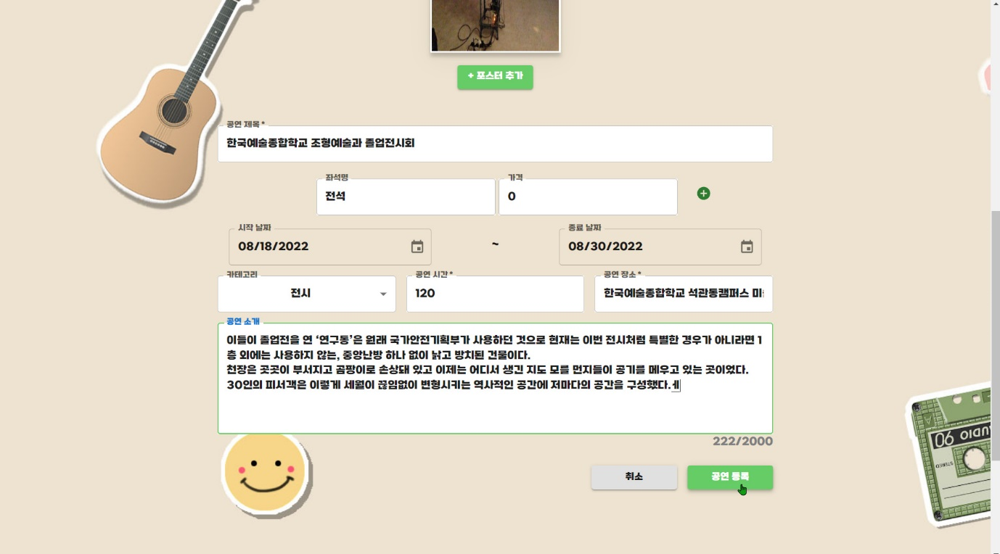 + 포스터 추가
공연 제목 *
한국예술종합학교 조형예술과 졸업전시회
좌석명
전석
가격
0
시작 날짜
08/18/2022
~
종료 날짜
08/30/2022
카테고리
전시
공연 시간 *
120
공연 장소 *
한국예술종합학교 석관동캠퍼스
공연 소개
이들이 졸업전을 연 ‘연구동’은 원래 국가안전기획부가 사용하던 것으로 현재는 이번 전시처럼 특별한 경우가 아니라면 1
층 외에는 사용하지 않는, 중앙난방 하나 없이 낡고 방치된 건물이다.
천장은 곳곳이 부서지고 곰팡이로 손상돼 있고 이제는 어디서 생긴 지도 모를 먼지들이 공기를 메우고 있는 곳이었다.
30인의 피서객은 이렇게 세월이 끊임없이 변형시키는 역사적인 공간에 저마다의 공간을 구성했다.ㅔ
222/2000
취소
공연 등록
AUDIO
90
A
STEREO